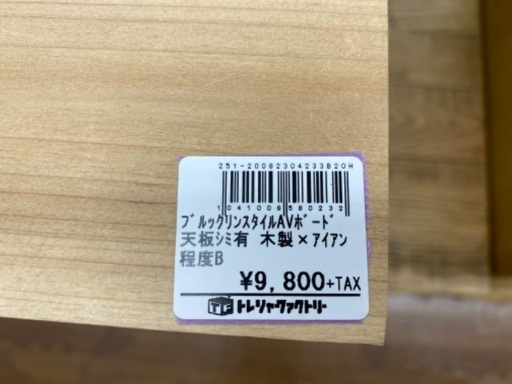 251-20082304233B20H
1041008580232
ﾌﾞﾙｯｸﾘﾝｽﾀｲﾙAVﾎﾞｰﾄﾞ
天板ｼﾐ有 木製×ｱｲｱﾝ
程度B
¥9,800+TAX
TF トレジャーファクトリー